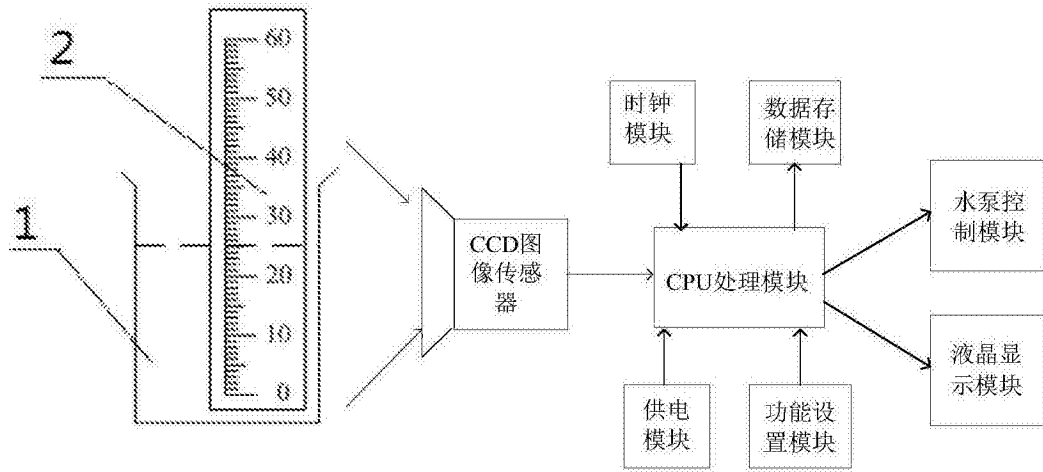 2
1
60
50
40
30
20
10
0
CCD图
像传感
器
时钟
模块
数据存
储模块
CPU处理模块
供电
模块
功能设
置模块
水泵控
制模块
液晶显
示模块